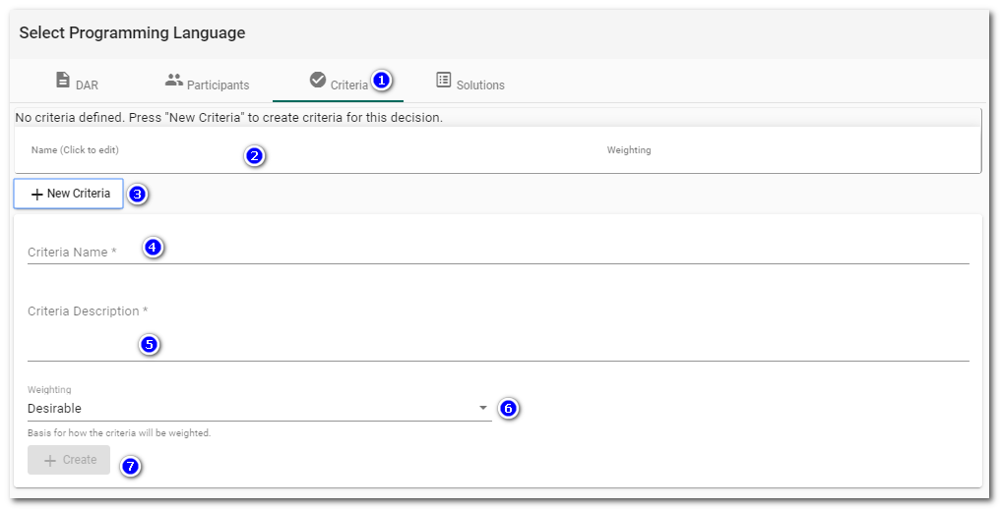 Select Programming Language
DAR Participants Criteria 1 Solutions
No criteria defined. Press "New Criteria" to create criteria for this decision.
Name (Click to edit) 2 Weighting
+ New Criteria 3
Criteria Name * 4
Criteria Description *
5
Weighting
Desirable 6
Basis for how the criteria will be weighted.
+ Create 7